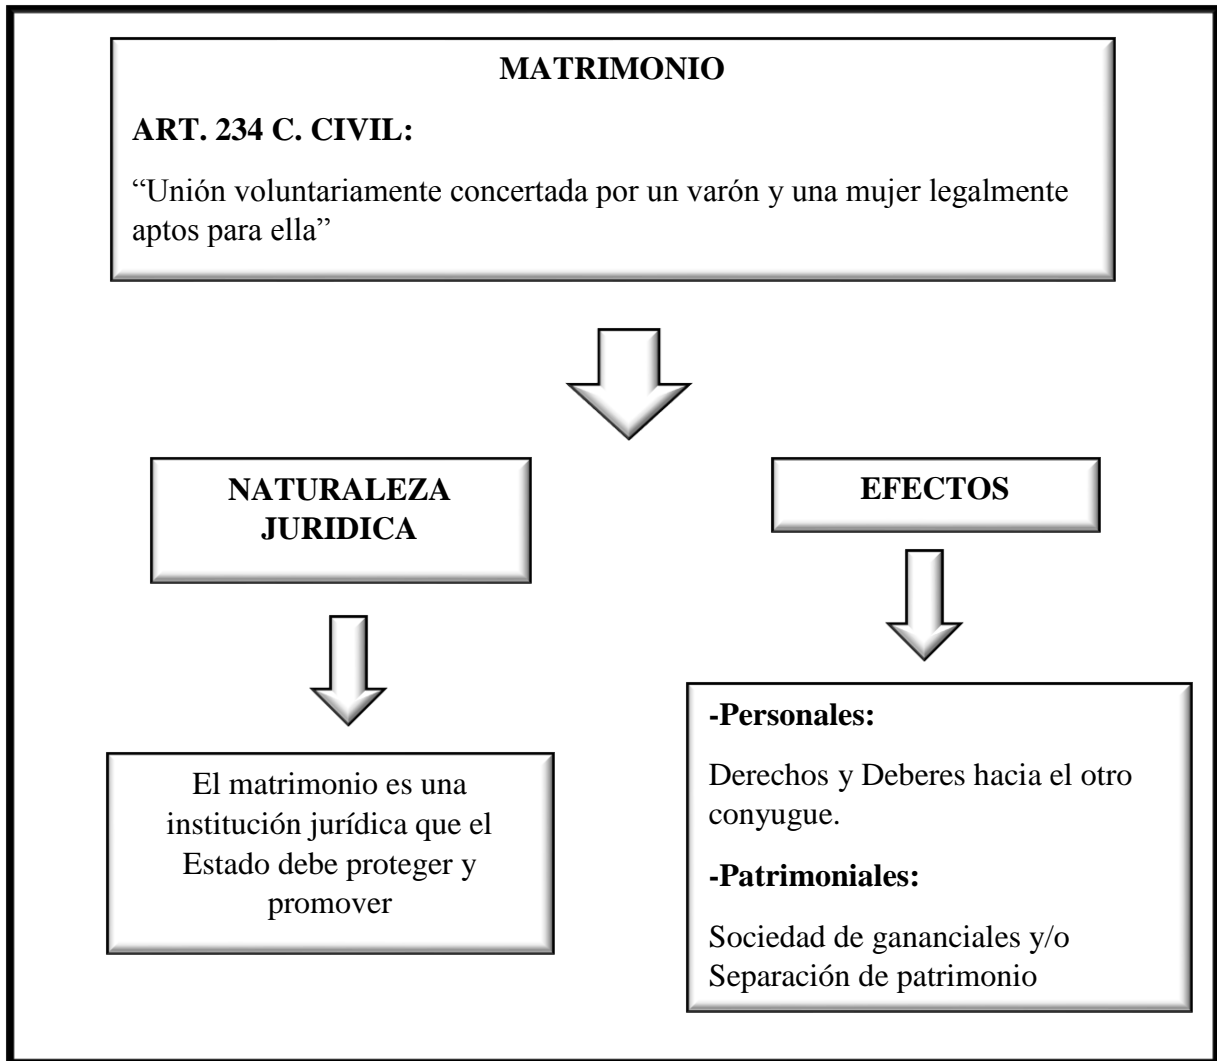 MATRIMONIO
ART. 234 C. CIVIL:
“Unión voluntariamente concertada por un varón y una mujer legalmente
aptos para ella”
NATURALEZA
JURIDICA
El matrimonio es una
institución jurídica que el
Estado debe proteger y
promover
EFECTOS
-Personales:
Derechos y Deberes hacia el otro
conyugue.
-Patrimoniales:
Sociedad de gananciales y/o
Separación de patrimonio